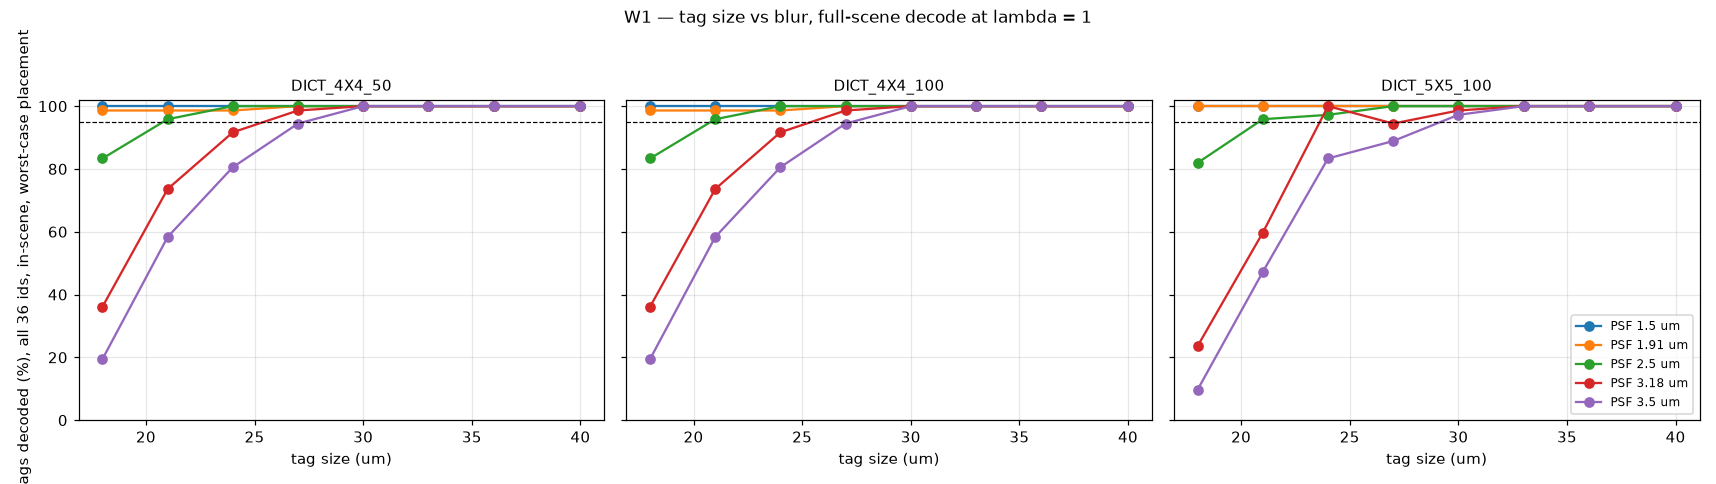 W1 — tag size vs blur, full-scene decode at lambda = 1
ags decoded (%), all 36 ids, in-scene, worst-case placement
DICT_4X4_50
100
80
60
40
20
0
20 25 30 35 40
tag size (um)
DICT_4X4_100
20 25 30 35 40
tag size (um)
DICT_5X5_100
PSF 1.5 um
PSF 1.91 um
PSF 2.5 um
PSF 3.18 um
PSF 3.5 um
20 25 30 35 40
tag size (um)